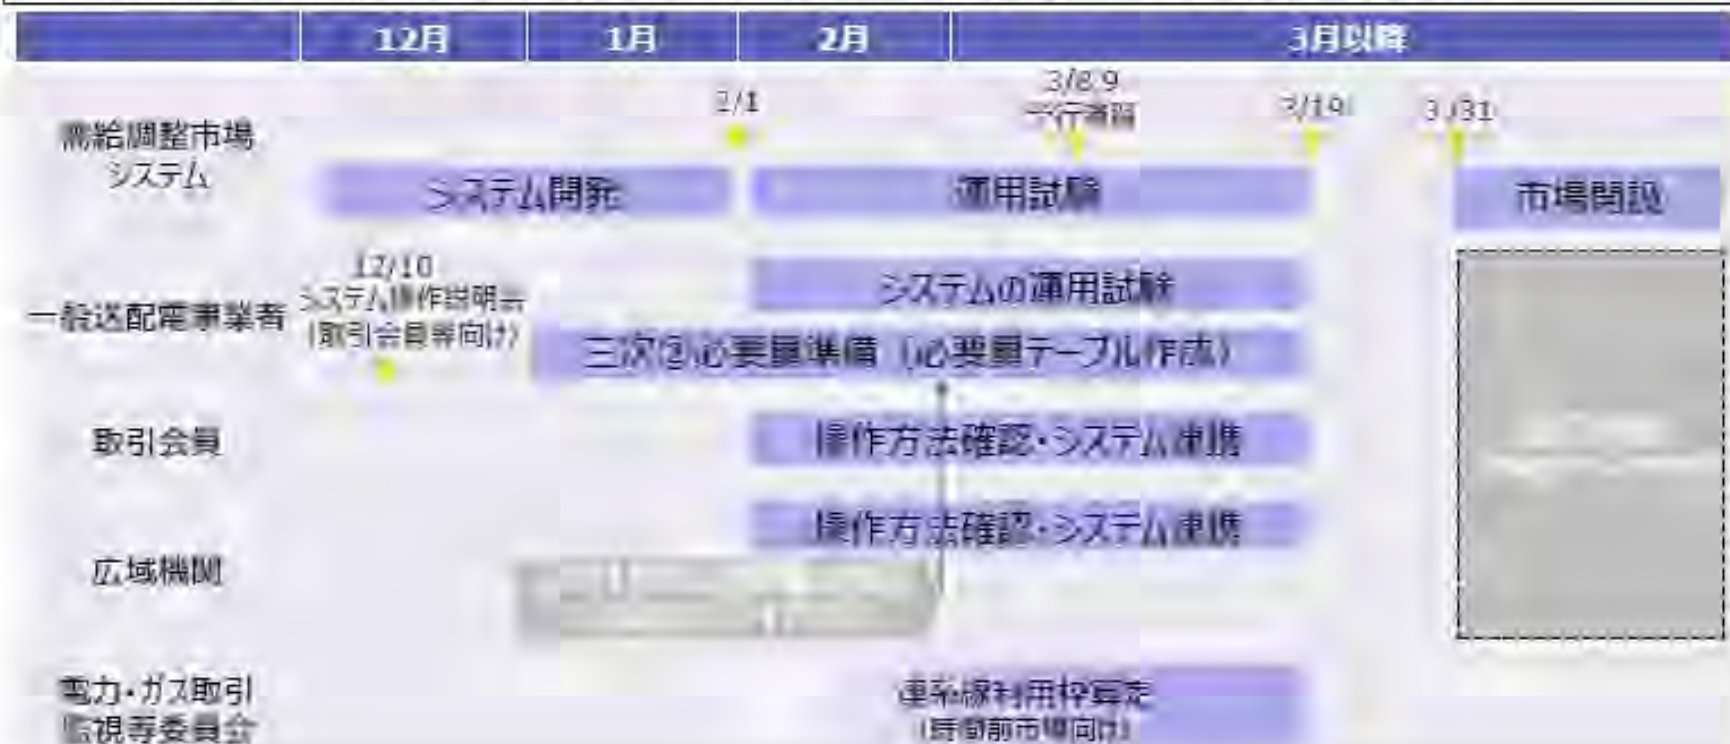 12月 1月 2月 3月以降
2/1
3/8,9
3/19
3/31
需給調整市場
システム
システム開発
運用試験
市場開設
一般送配電事業者
12/10
システム操作説明会
(取引会員等向け)
システムの運用試験
三次②必要量準備（必要量テーブル作成）
取引会員
操作方法確認・システム連携
広域機関
操作方法確認・システム連携
電力・ガス取引
監視等委員会
連系線利用枠算定
(時間前市場向け)